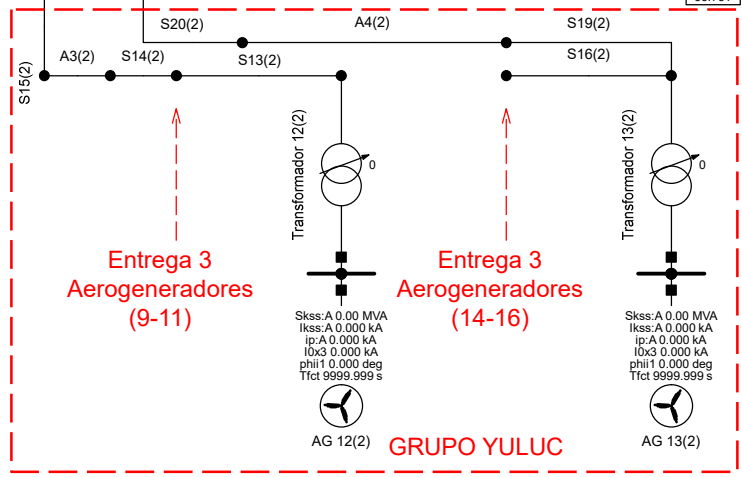 S20(2)
A4(2)
S19(2)
A3(2)
S14(2)
S13(2)
S16(2)
S15(2)
Transformador 12(2)
0
Transformador 13(2)
0
Entrega 3
Aerogeneradores
(9-11)
Entrega 3
Aerogeneradores
(14-16)
Skss:A 0.00 MVA
Ikss:A 0.000 kA
ip:A 0.000 kA
I0x3 0.000 kA
phii1 0.000 deg
Tfct 9999.999 s
Skss:A 0.00 MVA
Ikss:A 0.000 kA
ip:A 0.000 kA
I0x3 0.000 kA
phii1 0.000 deg
Tfct 9999.999 s
AG 12(2)
GRUPO YULUC
AG 13(2)